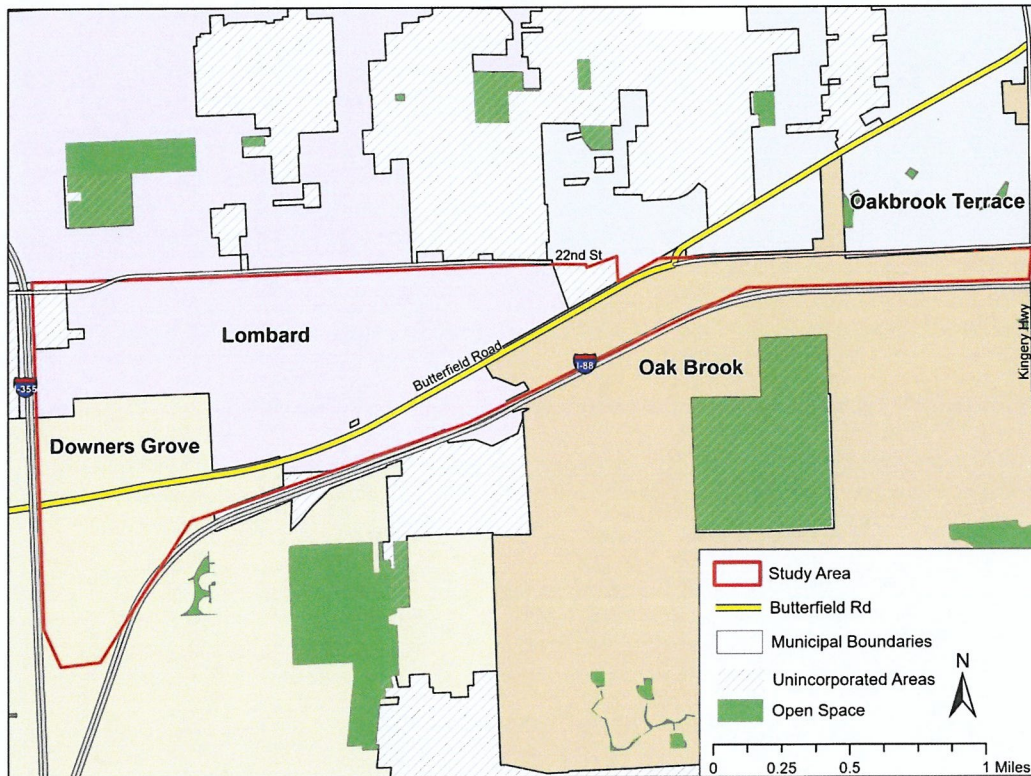 22nd St
Oakbrook Terrace
Lombard
Butterfield Road
I-88
Oak Brook
Kingery Hwy
-355
Downers Grove
Study Area
Butterfield Rd
Municipal Boundaries
Unincorporated Areas
Open Space
N
0 0.25 0.5 1 Miles